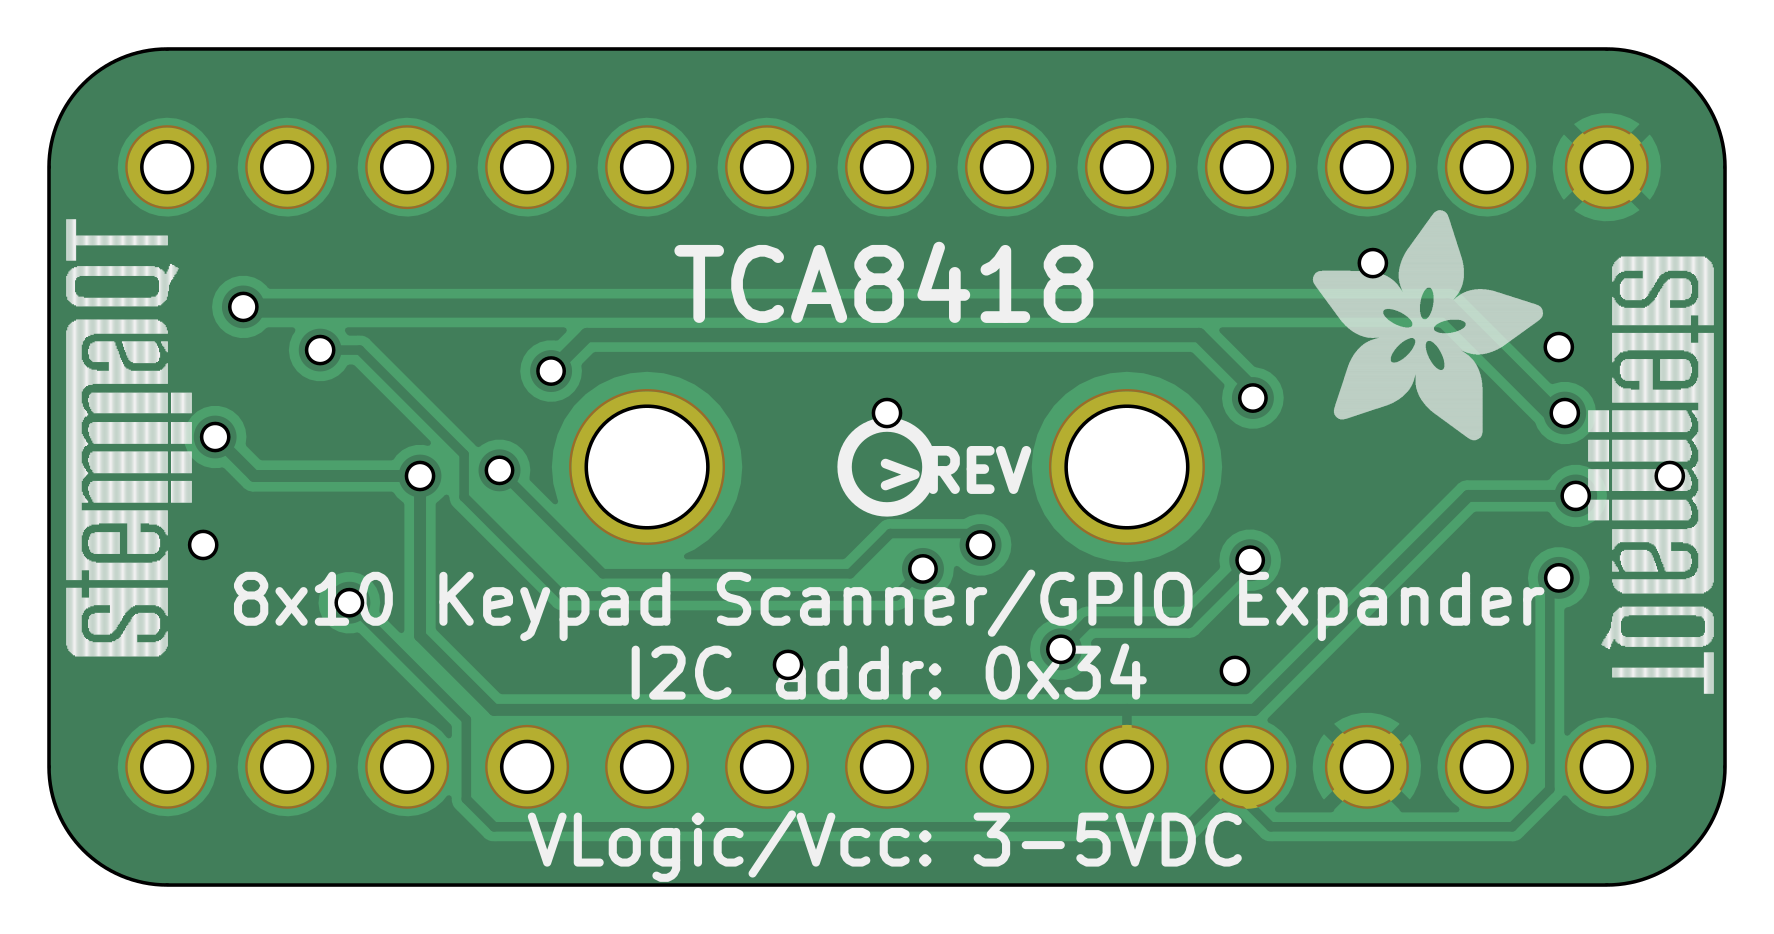 TCA8418
stemmaQT
stemmaQT
>REV
8x10 Keypad Scanner/GPIO Expander
I2C addr: 0x34
VLogic/Vcc: 3-5VDC